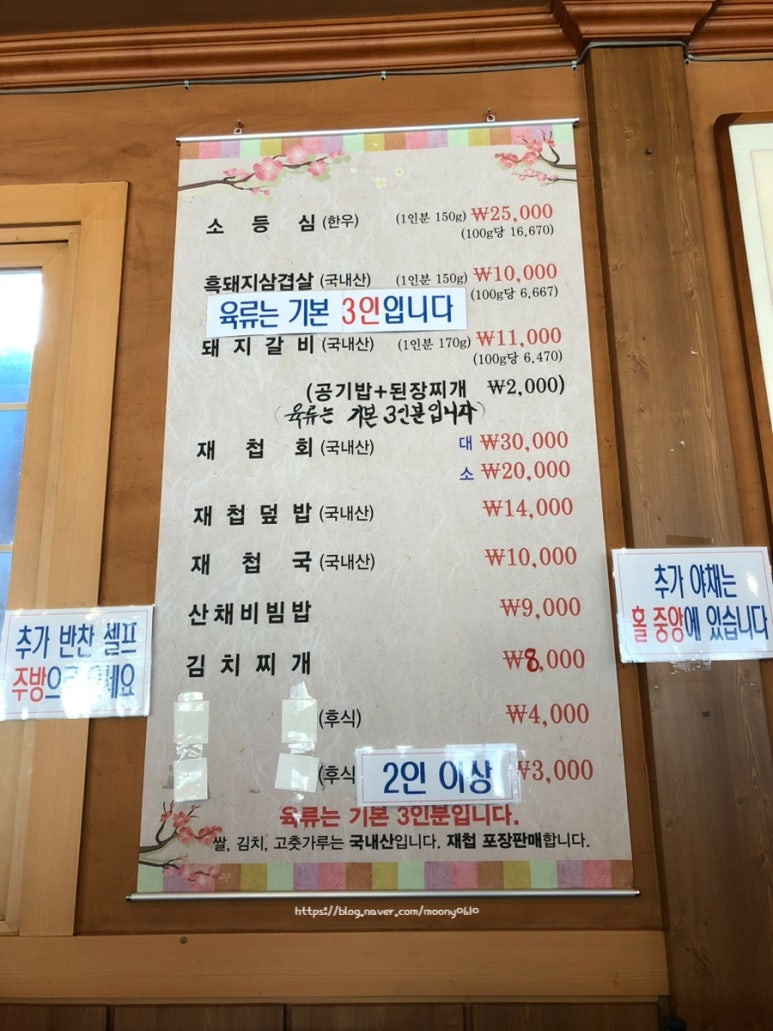 소등심 (한우) (1인분 150g) ₩25,000
(100g당 16,670)
흑돼지삼겹살 (국내산) (1인분 150g) ₩10,000
(100g당 6,667)
육류는 기본 3인입니다
돼지갈비 (국내산) (1인분 170g) ₩11,000
(100g당 6,470)
(공기밥+된장찌개 ₩2,000)
(육류는 기본 3인분입니다)
재첩회 (국내산) 대 ₩30,000
소 ₩20,000
재첩덮밥 (국내산) ₩14,000
재첩국 (국내산) ₩10,000
산채비빔밥 ₩9,000
김치찌개 ₩8,000
(후식) ₩4,000
(후식 2인 이상 ₩3,000
육류는 기본 3인분입니다.
쌀, 김치, 고춧가루는 국내산입니다. 재첩 포장판매합니다.
추가 반찬 셀프
주방으로
추가 야채는
홀 중앙에 있습니다
https://blog.naver.com/moony0610